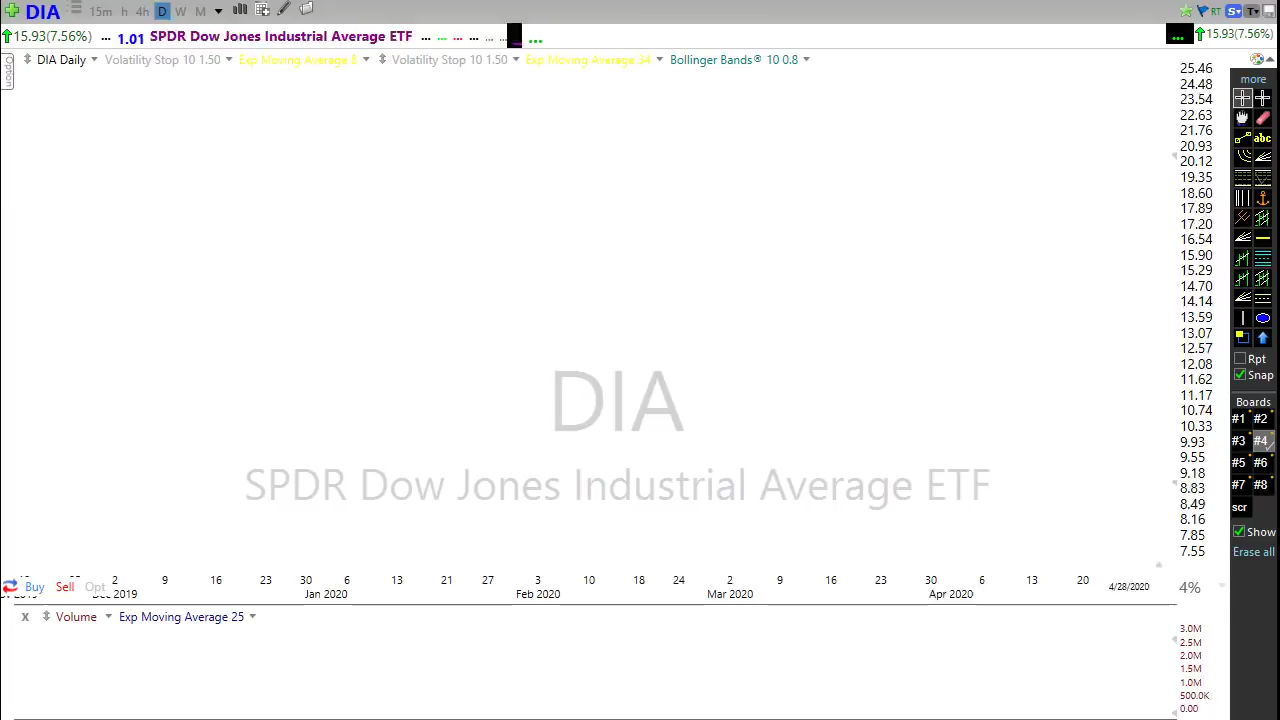 DIA 15m h 4h D W M RT S T
15.93(7.56%) ... 1.01 SPDR Dow Jones Industrial Average ETF ... ... ... ... ... ... 15.93(7.56%)
Option
DIA Daily Volatility Stop 10 1.50 Exp Moving Average 8 Volatility Stop 10 1.50 Exp Moving Average 34 Bollinger Bands® 10 0.8
25.46
24.48
23.54
22.63
21.76
20.93
20.12
19.35
18.60
17.89
17.20
16.54
15.90
15.29
14.70
14.14
13.59
13.07
12.57
12.08
11.62
11.17
10.74
10.33
9.93
9.55
9.18
8.83
8.49
8.16
7.85
7.55
DIA
SPDR Dow Jones Industrial Average ETF
2 9 16 23 30 6 13 21 27 3 10 18 24 2 9 16 23 30 6 13 20
Buy Sell Opt 4/28/2020 4%
2019 Dec 2019 Jan 2020 Feb 2020 Mar 2020 Apr 2020
x Volume Exp Moving Average 25
3.0M
2.5M
2.0M
1.5M
1.0M
500.0K
0.00
more
abc
Rpt
Snap
Boards
#1 #2
#3 #4
#5 #6
#7 #8
scr
Show
Erase all